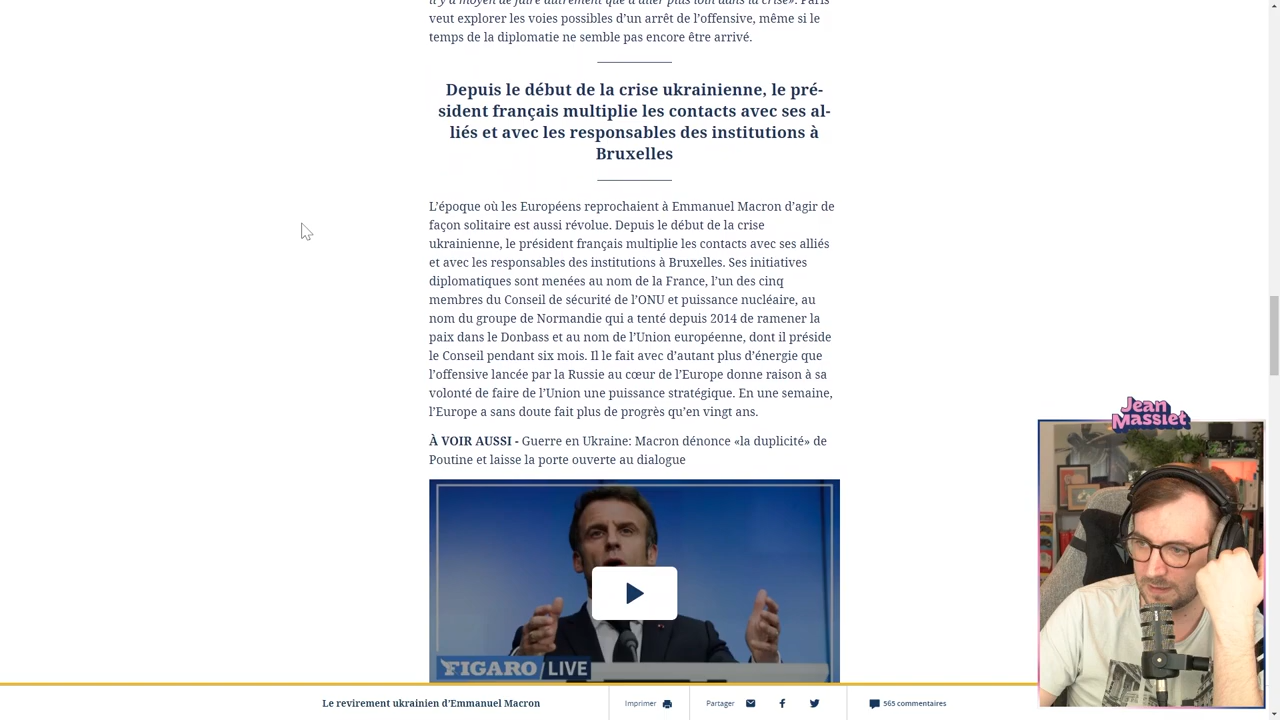 il y a moyen de faire autrement que d'aller plus loin dans la crise». Paris
veut explorer les voies possibles d’un arrêt de l’offensive, même si le
temps de la diplomatie ne semble pas encore être arrivé.
Depuis le début de la crise ukrainienne, le pré-
sident français multiplie les contacts avec ses al-
liés et avec les responsables des institutions à
Bruxelles
L’époque où les Européens reprochaient à Emmanuel Macron d’agir de
façon solitaire est aussi révolue. Depuis le début de la crise
ukrainienne, le président français multiplie les contacts avec ses alliés
et avec les responsables des institutions à Bruxelles. Ses initiatives
diplomatiques sont menées au nom de la France, l’un des cinq
membres du Conseil de sécurité de l’ONU et puissance nucléaire, au
nom du groupe de Normandie qui a tenté depuis 2014 de ramener la
paix dans le Donbass et au nom de l’Union européenne, dont il préside
le Conseil pendant six mois. Il le fait avec d’autant plus d’énergie que
l’offensive lancée par la Russie au cœur de l’Europe donne raison à sa
volonté de faire de l’Union une puissance stratégique. En une semaine,
l’Europe a sans doute fait plus de progrès qu’en vingt ans.
À VOIR AUSSI - Guerre en Ukraine: Macron dénonce «la duplicité» de
Poutine et laisse la porte ouverte au dialogue
FIGARO/LIVE
Jean
Massiet
Le revirement ukrainien d’Emmanuel Macron
Imprimer
Partager
565 commentaires